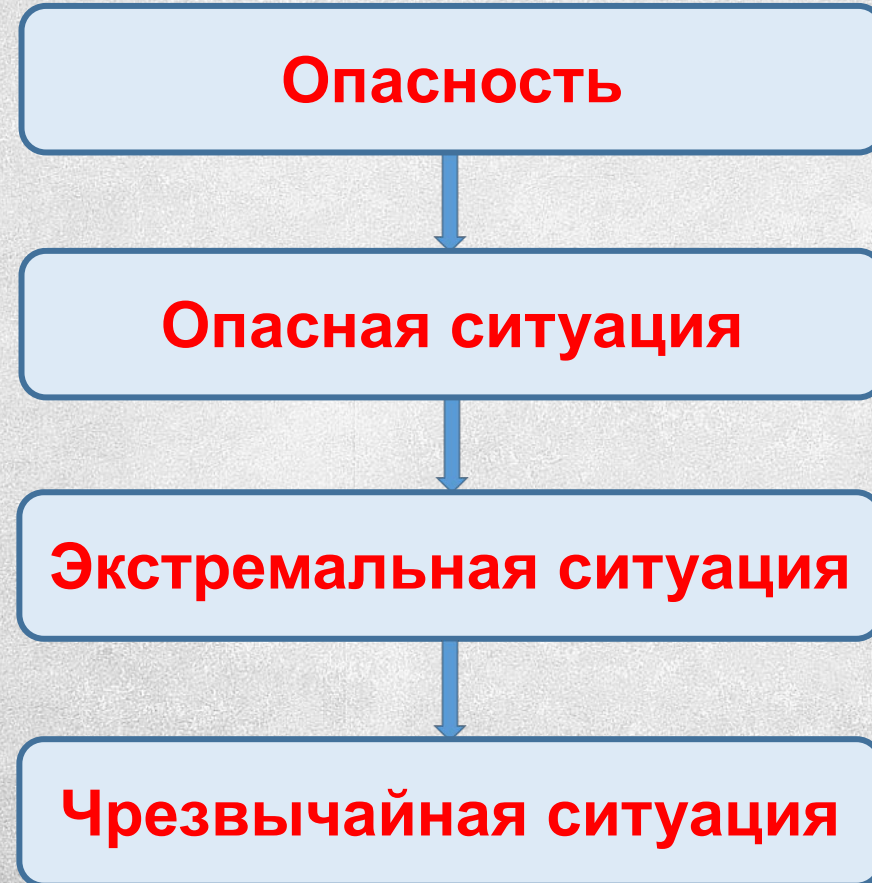 Опасность
Опасная ситуация
Экстремальная ситуация
Чрезвычайная ситуация